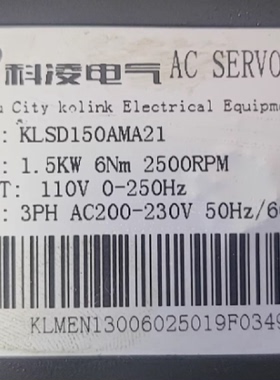 科凌电气 AC SERVO
City kolink Electrical Equipme
: KLSD150AMA21
: 1.5KW 6Nm 2500RPM
T: 110V 0-250Hz
: 3PH AC200-230V 50Hz/6
KLMEN13006025019F0349